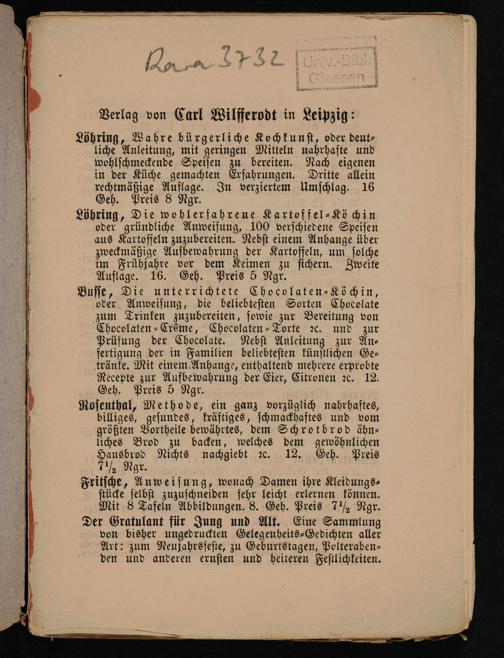 Rara 3732
Univ.-Bibl.
Giessen
Verlag von Carl Wilfferodt in Leipzig:
Löhring, Wahre bürgerliche Kochkunst, oder deut-
liche Anleitung, mit geringen Mitteln nahrhafte und
wohlschmeckende Speisen zu bereiten. Nach eigenen
in der Küche gemachten Erfahrungen. Dritte allein
rechtmäßige Auflage. In verziertem Umschlag. 16
Geh. Preis 8 Ngr.
Löhring, Die wohlerfahrene Kartoffel-Köchin
oder gründliche Anweisung, 100 verschiedene Speisen
aus Kartoffeln zuzubereiten. Nebst einem Anhange über
zweckmäßige Aufbewahrung der Kartoffeln, um solche
im Frühjahre vor dem Keimen zu sichern. Zweite
Auflage. 16. Geh. Preis 5 Ngr.
Busse, Die unterrichtete Chocolaten-Köchin,
oder Anweisung, die beliebtesten Sorten Chocolate
zum Trinken zuzubereiten, sowie zur Bereitung von
Chocolaten-Crême, Chocolaten-Torte ꝛc. und zur
Prüfung der Chocolate. Nebst Anleitung zur An-
fertigung der in Familien beliebtesten künstlichen Ge-
tränke. Mit einem Anhange, enthaltend mehrere erprobte
Recepte zur Aufbewahrung der Eier, Citronen ꝛc. 12.
Geh. Preis 5 Ngr.
Rosenthal, Methode, ein ganz vorzüglich nahrhaftes,
billiges, gesundes, kräftiges, schmackhaftes und vom
größten Vortheile bewährtes, dem Schrotbrod ähn-
liches Brod zu backen, welches dem gewöhnlichen
Hausbrod Nichts nachgiebt ꝛc. 12. Geh. Preis
7 1/2 Ngr.
Fritsche, Anweisung, wonach Damen ihre Kleidungs-
stücke selbst zuzuschneiden sehr leicht erlernen können.
Mit 8 Tafeln Abbildungen. 8. Geh. Preis 7 1/2 Ngr.
Der Gratulant für Jung und Alt. Eine Sammlung
von bisher ungedruckten Gelegenheits-Gedichten aller
Art: zum Neujahrsfeste, zu Geburtstagen, Polteraben-
den und anderen ernsten und heiteren Festlichkeiten.